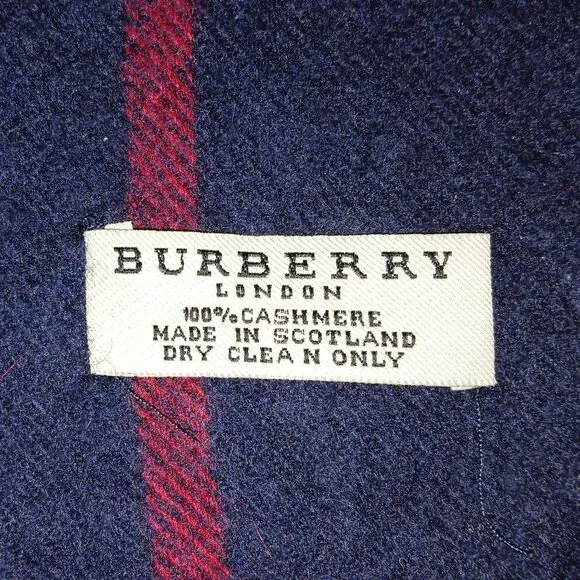 BURBERRY
LONDON
100% CASHMERE
MADE IN SCOTLAND
DRY CLEA N ONLY